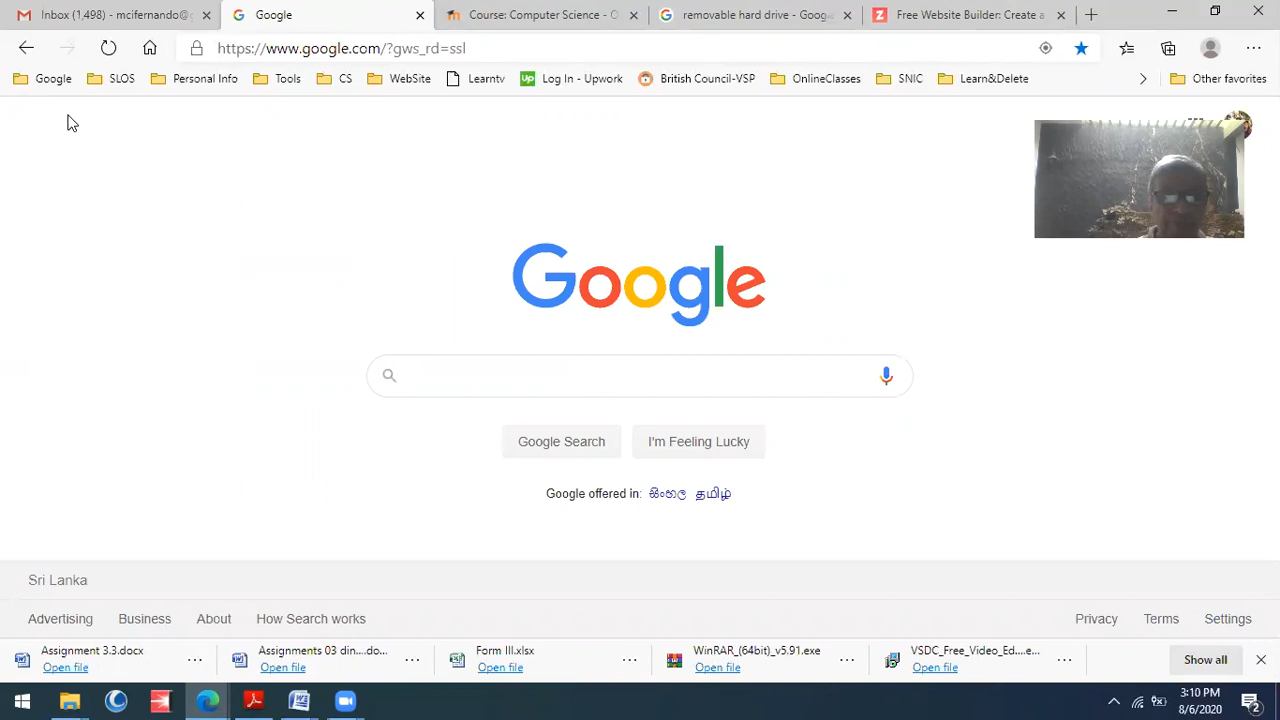 Inbox (1,498) - mcifernando@g
Google
Course: Computer Science - O
removable hard drive - Google
Free Website Builder: Create a
https://www.google.com/?gws_rd=ssl
Google
SLOS
Personal Info
Tools
CS
WebSite
Learntv
Up
Log In - Upwork
British Council-VSP
OnlineClasses
SNIC
Learn&Delete
Other favorites
Google
Google Search
I'm Feeling Lucky
Google offered in: සිංහල தமிழ்
Sri Lanka
Advertising
Business
About
How Search works
Privacy
Terms
Settings
Assignment 3.3.docx
Open file
Assignments 03 din....do...
Open file
Form III.xlsx
Open file
WinRAR_(64bit)_v5.91.exe
Open file
VSDC_Free_Video_Ed....e...
Open file
Show all
3:10 PM
8/6/2020
2